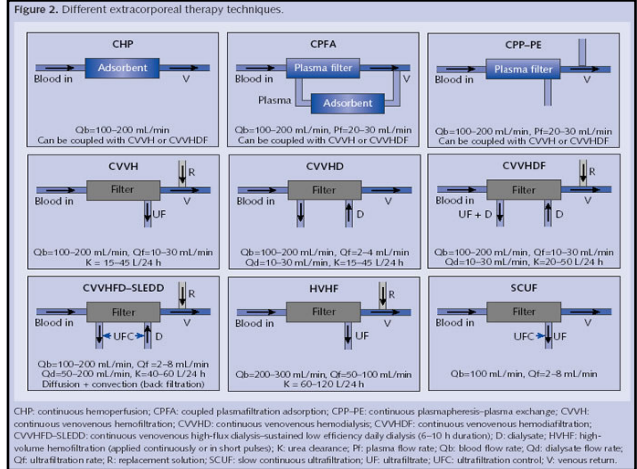 Figure 2. Different extracorporeal therapy techniques.
CHP
Adsorbent
Blood in
V
Qb=100–200 mL/min
Can be coupled with CVVH or CVVHDF
CPFA
Plasma filter
Blood in
V
Plasma
Adsorbent
Qb=100–200 mL/min, Pf=20–30 mL/min
Can be coupled with CVVH or CVVHDF
CPP–PE
Plasma filter
Blood in
V
Qb=100–200 mL/min, Pf=20–30 mL/min
Can be coupled with CVVH or CVVHDF
CVVH
R
Filter
Blood in
V
UF
Qb=100–200 mL/min, Qf=10–30 mL/min
K = 15–45 L/24 h
CVVHD
Filter
Blood in
V
D
Qb=100–200 mL/min, Qf=2–4 mL/min
Qd=10–30 mL/min, K=15–45 L/24 h
CVVHDF
R
Filter
Blood in
V
UF + D
D
Qb=100–200 mL/min, Qf=10–30 mL/min
Qd=10–30 mL/min, K=20–50 L/24 h
CVVHFD–SLEDD
R
Filter
Blood in
V
UFC
D
Qb=100–200 mL/min, Qf =2–8 mL/min
Qd=50–200 mL/min, K=40–60 L/24 h
Diffusion + convection (back filtration)
HVHF
R
Filter
Blood in
V
UF
Qb=200–300 mL/min, Qf=50–100 mL/min
K = 60–120 L/24 h
SCUF
Filter
Blood in
V
UFC
UF
Qb=100 mL/min, Qf=2–8 mL/min
CHP: continuous hemoperfusion; CPFA: coupled plasmafiltration adsorption; CPP–PE: continuous plasmapheresis–plasma exchange; CVVH:
continuous venovenous hemofiltration; CVVHD: continuous venovenous hemodialysis; CVVHDF: continuous venovenous hemodiafiltration;
CVVHFD–SLEDD: continuous venovenous high-flux dialysis–sustained low efficiency daily dialysis (6–10 h duration); D: dialysate; HVHF: high-
volume hemofiltration (applied continuously or in short pulses); K: urea clearance; Pf: plasma flow rate; Qb: blood flow rate; Qd: dialysate flow rate;
Qf: ultrafiltration rate; R: replacement solution; SCUF: slow continuous ultrafiltration; UF: ultrafiltrate; UFC: ultrafiltration control; V: venous return.